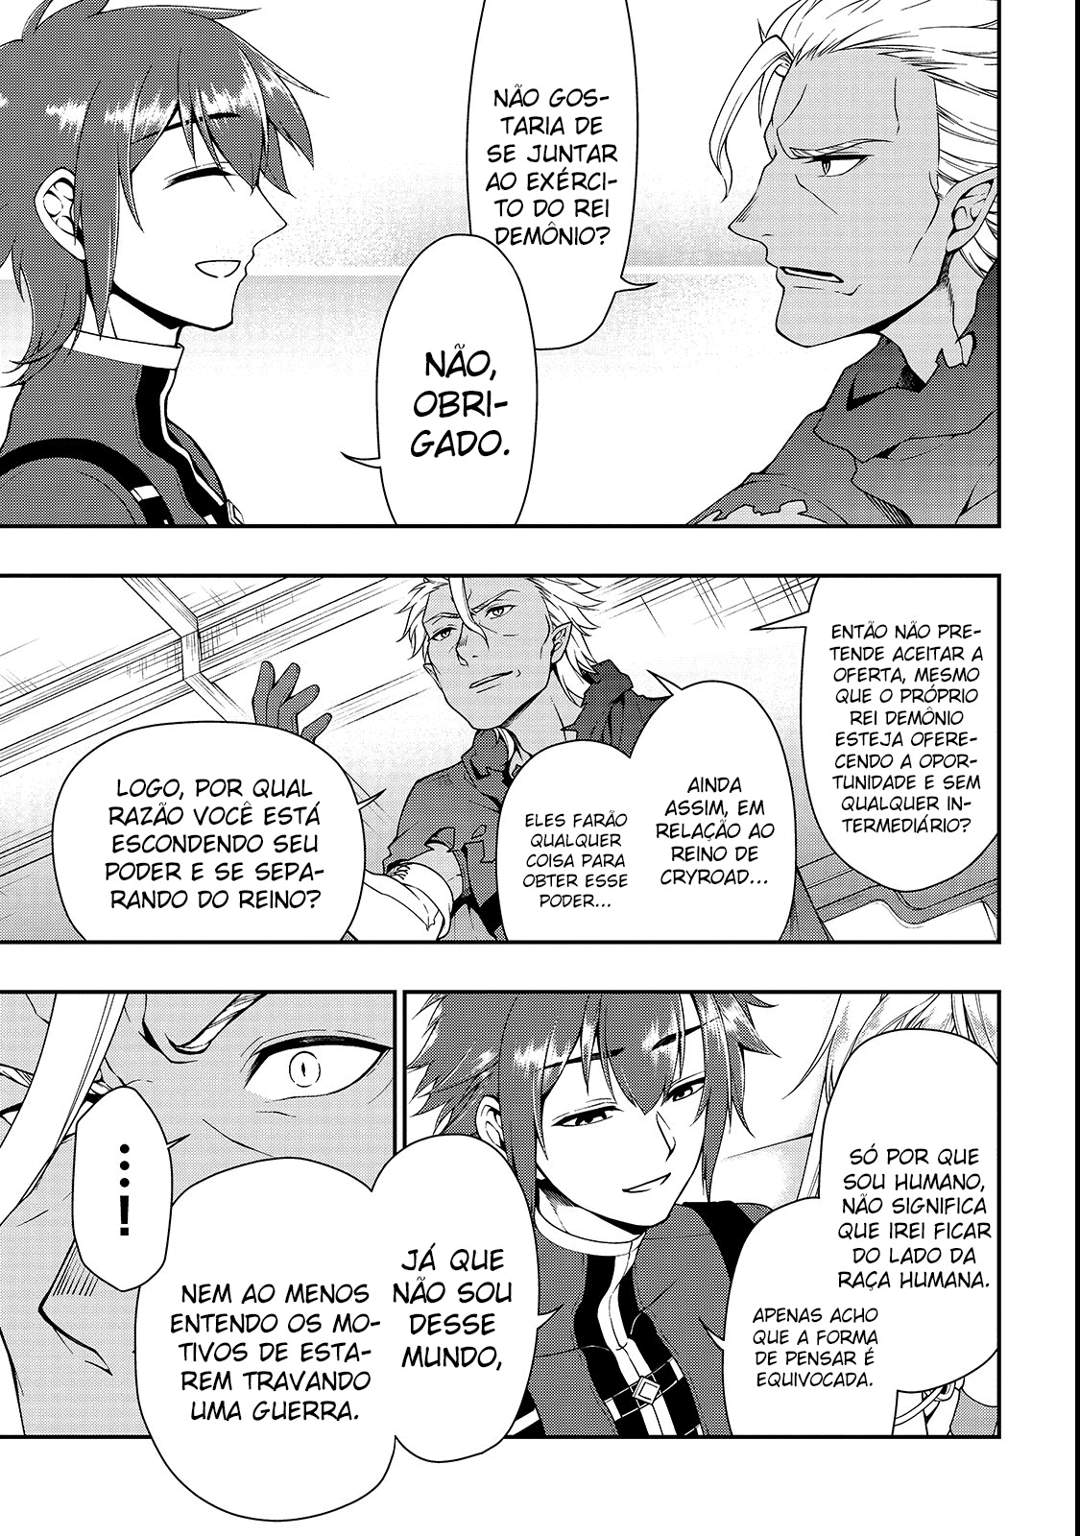 NÃO GOS-
TARIA DE
SE JUNTAR
AO EXÉRCI-
TO DO REI
DEMÔNIO?
NÃO,
OBRI-
GADO.
ENTÃO NÃO PRE-
TENDE ACEITAR A
OFERTA, MESMO
QUE O PRÓPRIO
REI DEMÔNIO
ESTEJA OFERE-
CENDO A OPOR-
TUNIDADE E SEM
QUALQUER IN-
TERMEDIÁRIO?
AINDA
ASSIM, EM
RELAÇÃO AO
REINO DE
CRYROAD...
ELES FARÃO
QUALQUER
COISA PARA
OBTER ESSE
PODER...
LOGO, POR QUAL
RAZÃO VOCÊ ESTÁ
ESCONDENDO SEU
PODER E SE SEPA-
RANDO DO REINO?
SÓ POR QUE
SOU HUMANO,
NÃO SIGNIFICA
QUE IREI FICAR
DO LADO DA
RAÇA HUMANA.
APENAS ACHO
QUE A FORMA
DE PENSAR É
EQUIVOCADA.
JÁ QUE
NÃO SOU
DESSE
MUNDO,
NEM AO MENOS
ENTENDO OS MO-
TIVOS DE ESTA-
REM TRAVANDO
UMA GUERRA.
...!